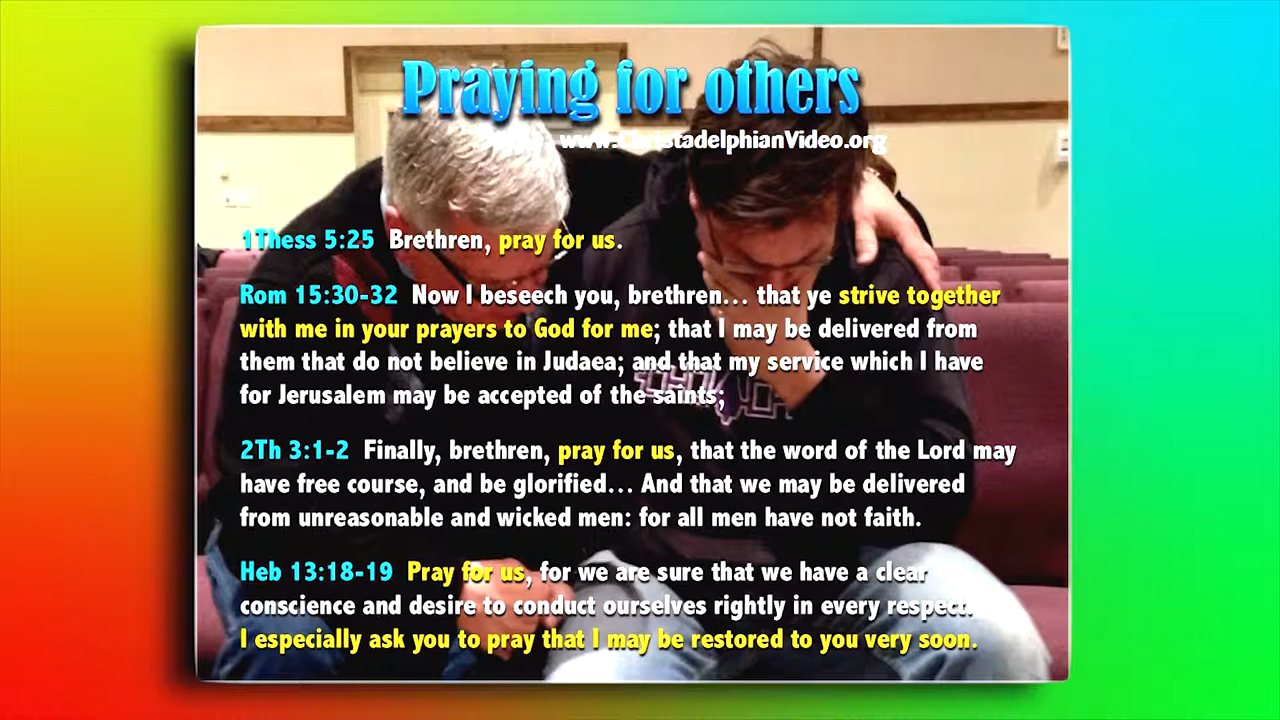 Praying for others
www.ChristadelphianVideo.org
1Thess 5:25 Brethren, pray for us.
Rom 15:30-32 Now I beseech you, brethren... that ye strive together
with me in your prayers to God for me; that I may be delivered from
them that do not believe in Judaea; and that my service which I have
for Jerusalem may be accepted of the saints;
2Th 3:1-2 Finally, brethren, pray for us, that the word of the Lord may
have free course, and be glorified... And that we may be delivered
from unreasonable and wicked men: for all men have not faith.
Heb 13:18-19 Pray for us, for we are sure that we have a clear
conscience and desire to conduct ourselves rightly in every respect.
I especially ask you to pray that I may be restored to you very soon.